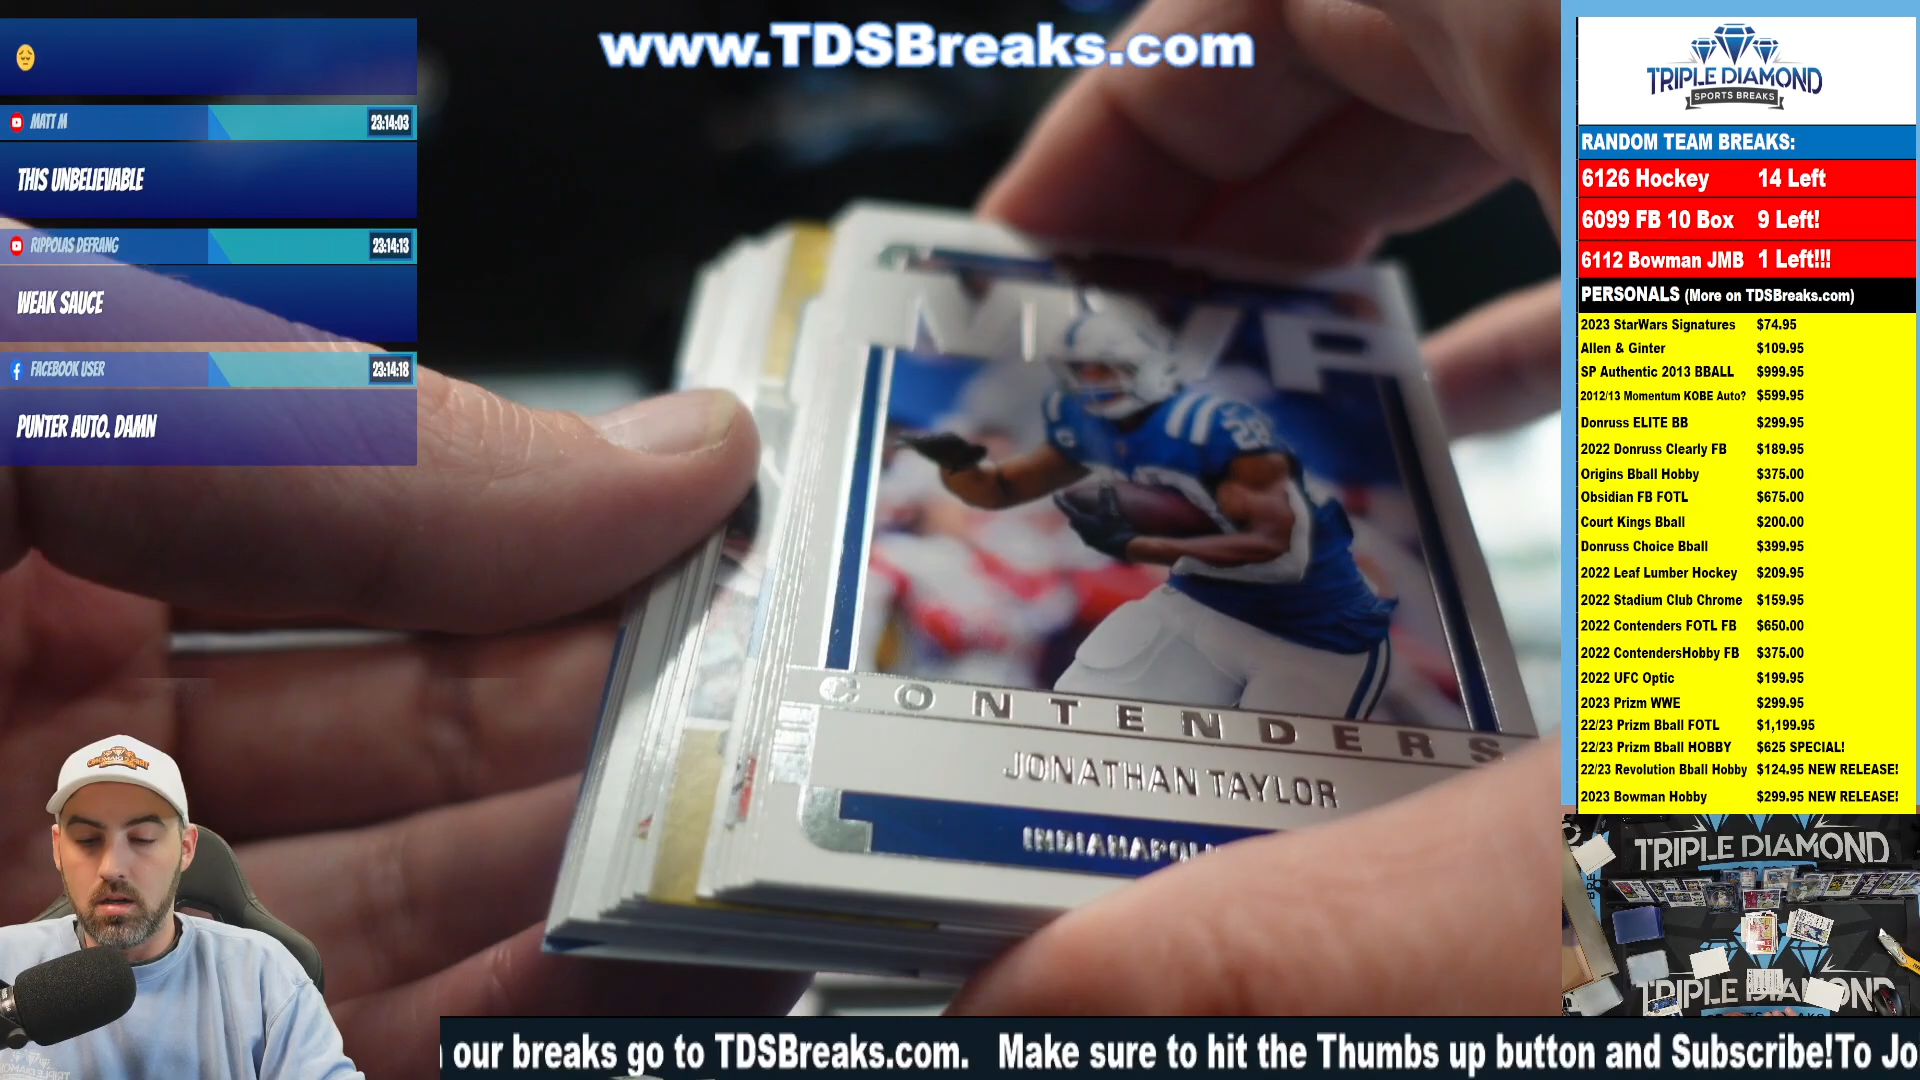 www.TDSBreaks.com
MATT M
23:14:03
THIS UNBELIEVABLE
RIPPOLAS DEFRANG
23:14:13
WEAK SAUCE
FACEBOOK USER
23:14:18
PUNTER AUTO. DAMN
MVP
28
CONTENDERS
JONATHAN TAYLOR
TRIPLE DIAMOND
SPORTS BREAKS
RANDOM TEAM BREAKS:
6126 Hockey 14 Left
6099 FB 10 Box 9 Left!
6112 Bowman JMB 1 Left!!!
PERSONALS (More on TDSBreaks.com)
2023 StarWars Signatures $74.95
Allen & Ginter $109.95
SP Authentic 2013 BBALL $999.95
2012/13 Momentum KOBE Auto? $599.95
Donruss ELITE BB $299.95
2022 Donruss Clearly FB $189.95
Origins Bball Hobby $375.00
Obsidian FB FOTL $675.00
Court Kings Bball $200.00
Donruss Choice Bball $399.95
2022 Leaf Lumber Hockey $209.95
2022 Stadium Club Chrome $159.95
2022 Contenders FOTL FB $650.00
2022 ContendersHobby FB $375.00
2022 UFC Optic $199.95
2023 Prizm WWE $299.95
22/23 Prizm Bball FOTL $1,199.95
22/23 Prizm Bball HOBBY $625 SPECIAL!
22/23 Revolution Bball Hobby $124.95 NEW RELEASE!
2023 Bowman Hobby $299.95 NEW RELEASE!
TRIPLE DIAMOND
TRIPLE DIAMOND
our breaks go to TDSBreaks.com. Make sure to hit the Thumbs up button and Subscribe!To Jo